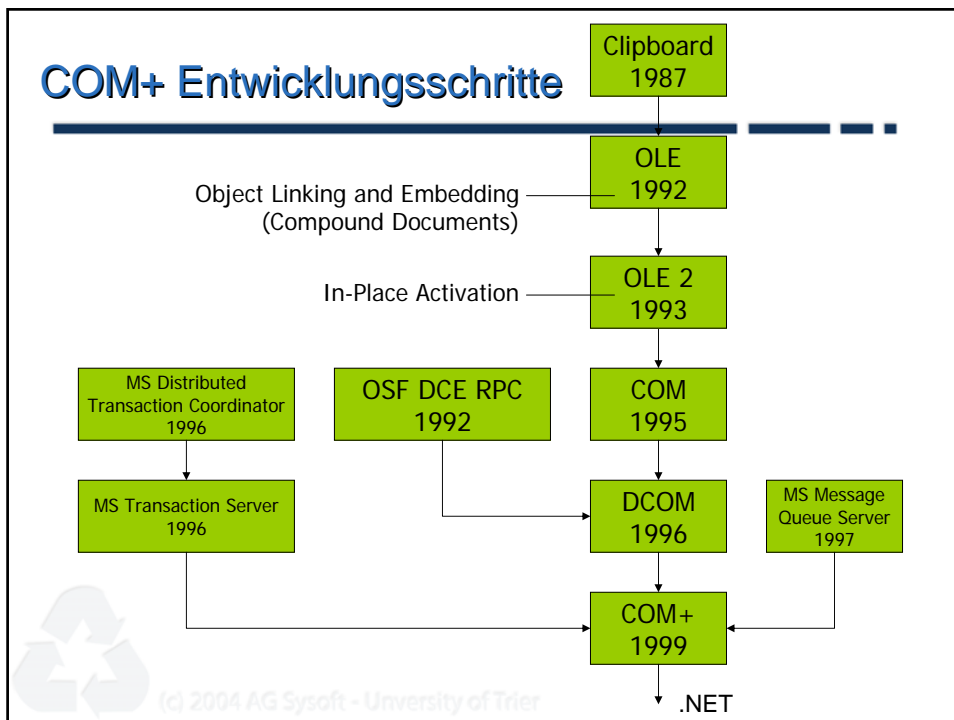 COM+ Entwicklungsschritte
Clipboard
1987
OLE
1992
Object Linking and Embedding
(Compound Documents)
In-Place Activation
OLE 2
1993
MS Distributed
Transaction Coordinator
1996
OSF DCE RPC
1992
COM
1995
MS Transaction Server
1996
DCOM
1996
MS Message
Queue Server
1997
COM+
1999
.NET
(c) 2004 AG Sysoft - Unversity of Trier